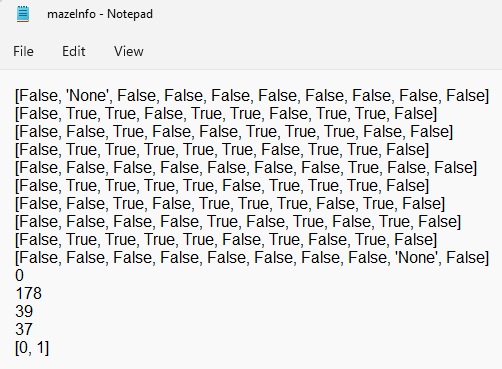 mazeInfo - Notepad
File Edit View
[False, 'None', False, False, False, False, False, False, False, False]
[False, True, True, False, True, True, False, True, True, False]
[False, False, True, False, False, True, True, True, False, False]
[False, True, True, True, True, True, False, True, True, False]
[False, False, False, False, False, False, False, True, False, False]
[False, True, True, True, True, False, True, True, True, False]
[False, False, True, False, True, True, True, False, True, False]
[False, False, False, False, True, False, True, False, True, False]
[False, True, True, True, True, False, True, False, True, False]
[False, False, False, False, False, False, False, False, 'None', False]
0
178
39
37
[0, 1]